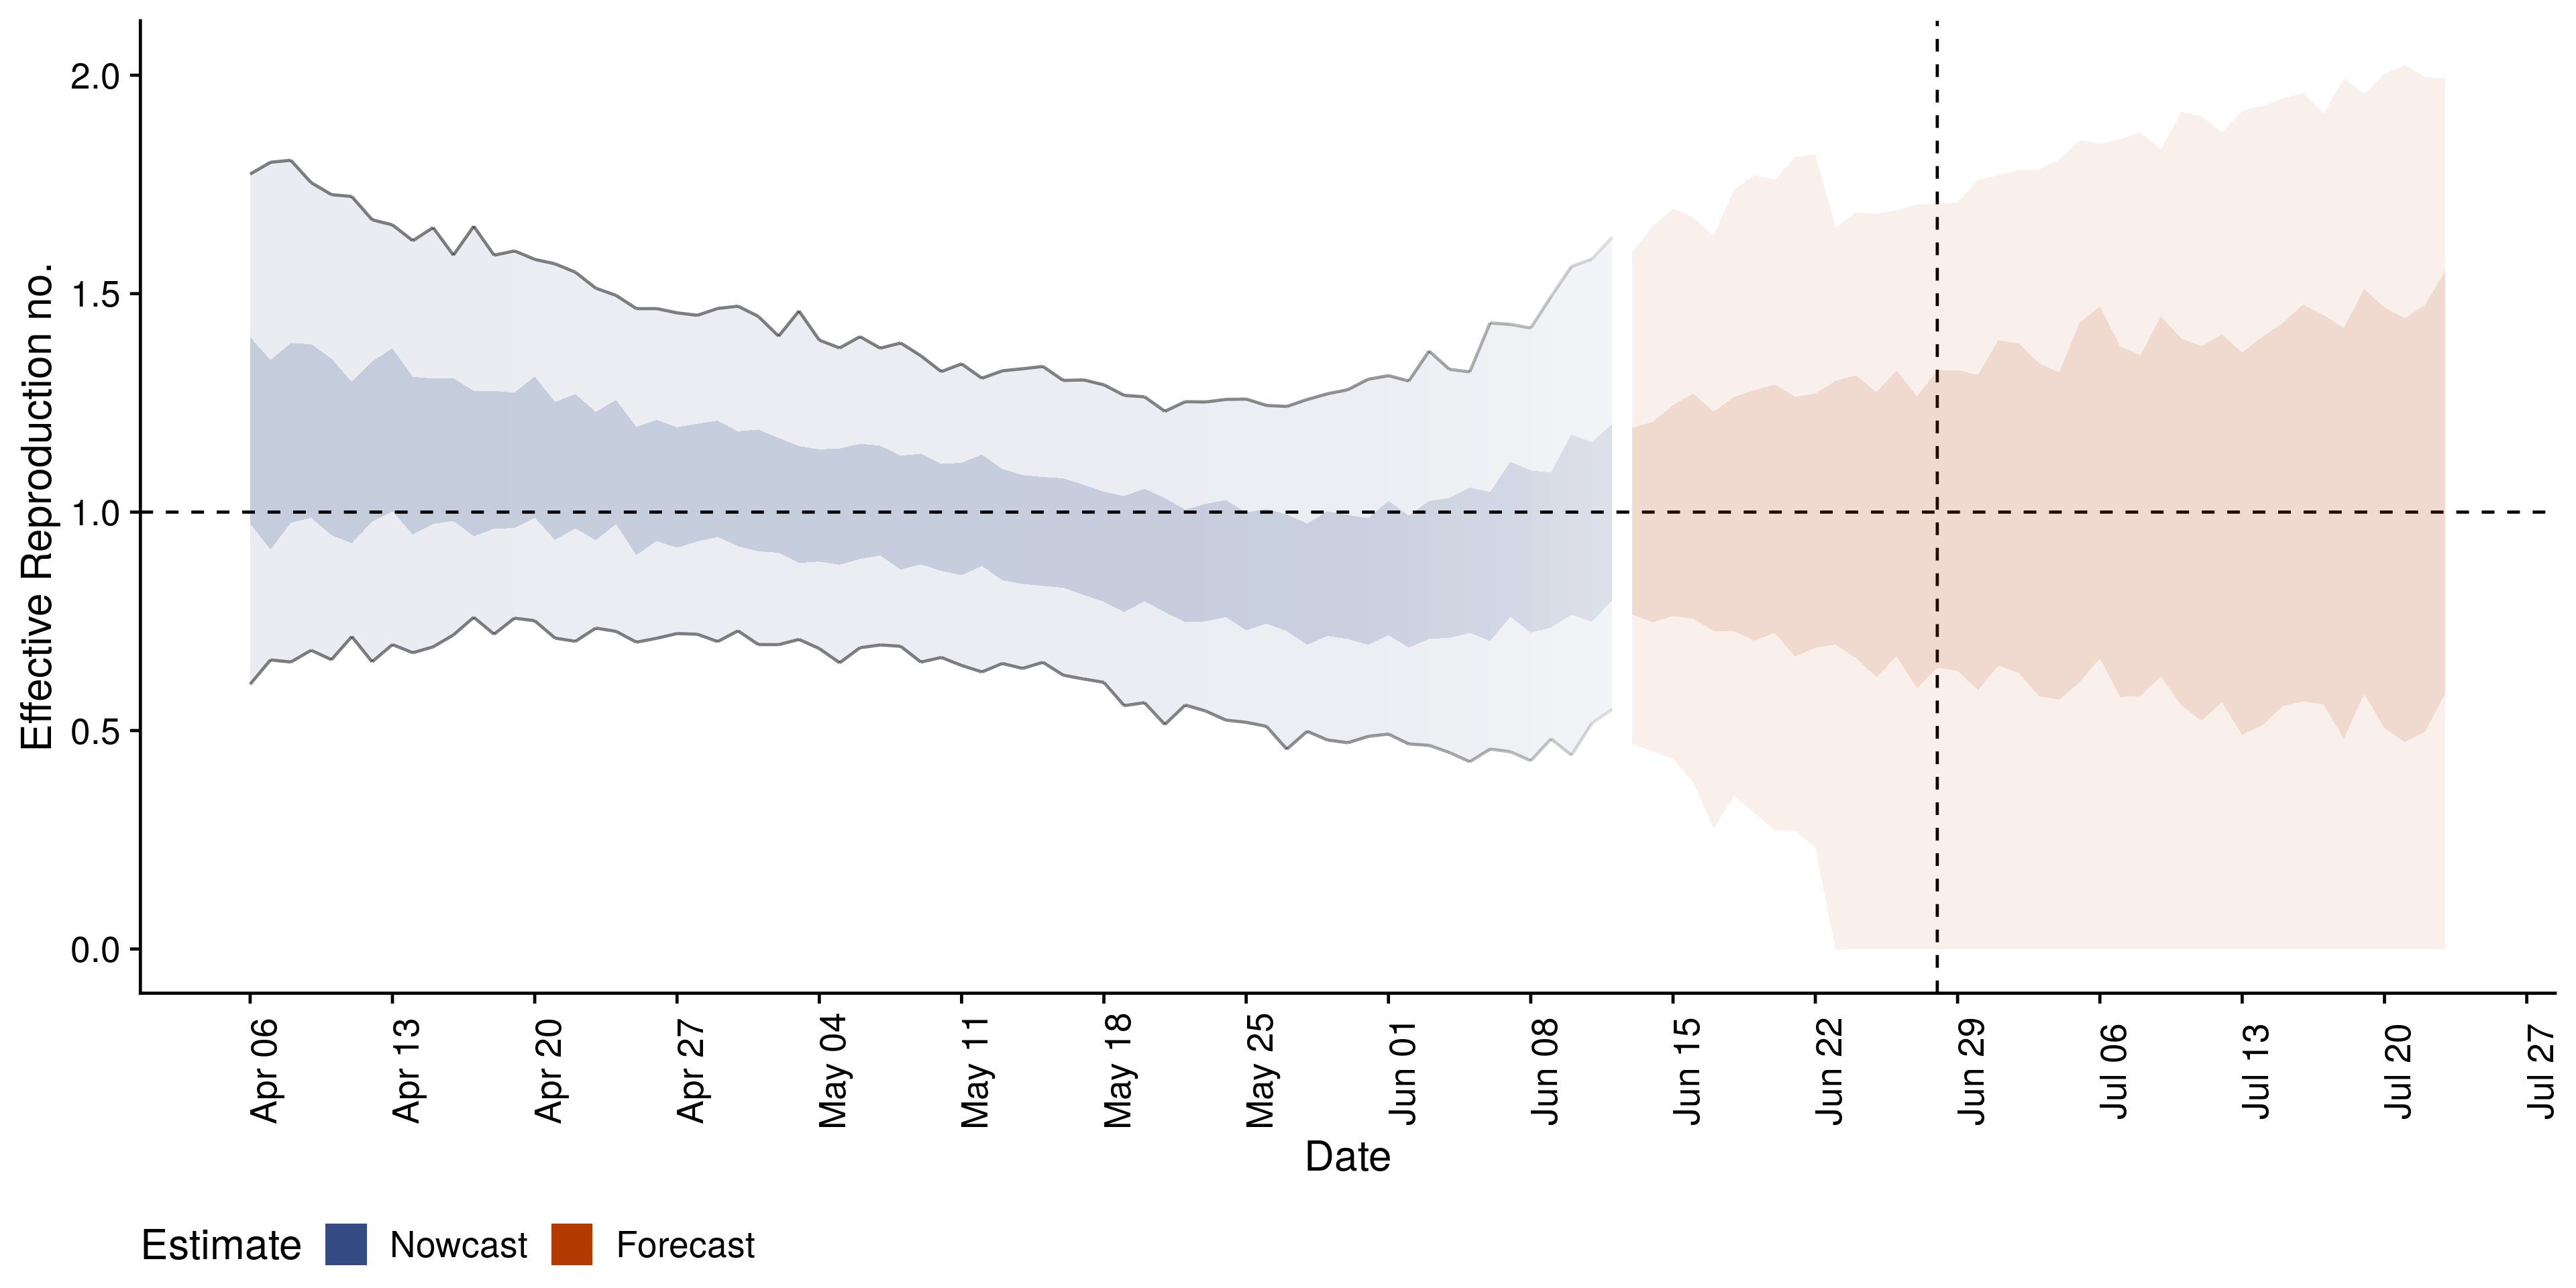 Effective Reproduction no.
2.0
1.5
1.0
0.5
0.0
Apr 06
Apr 13
Apr 20
Apr 27
May 04
May 11
May 18
May 25
Jun 01
Jun 08
Jun 15
Jun 22
Jun 29
Jul 06
Jul 13
Jul 20
Jul 27
Date
Estimate Nowcast Forecast